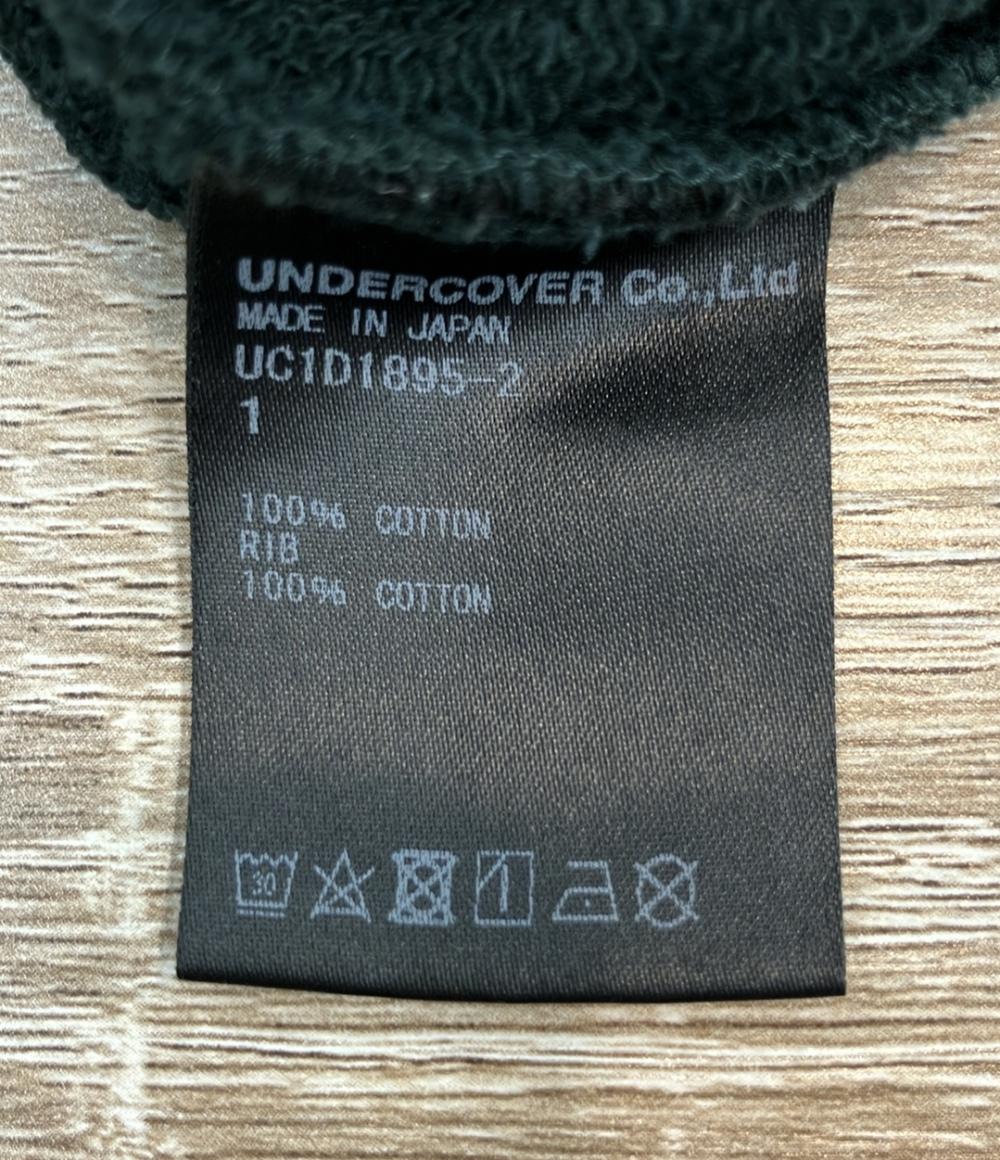 UNDERCOVER Co.,Ltd
MADE IN JAPAN
UC1D1895-2
1
100% COTTON
RIB
100% COTTON
30